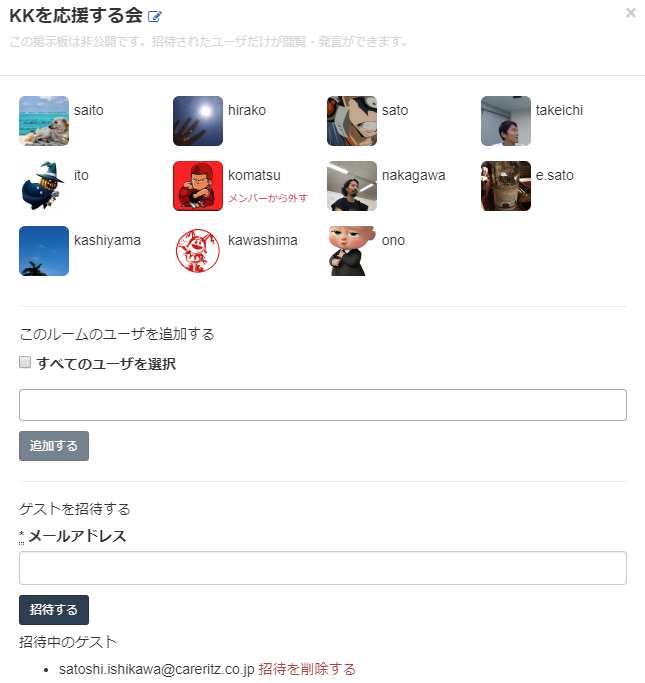 KKを応援する会
×
この掲示板は非公開です。招待されたユーザだけが閲覧・発言ができます。
saito
hirako
sato
takeichi
ito
komatsu
メンバーから外す
nakagawa
e.sato
kashiyama
kawashima
ono
このルームのユーザを追加する
すべてのユーザを選択
追加する
ゲストを招待する
* メールアドレス
招待する
招待中のゲスト
• satoshi.ishikawa@careritz.co.jp 招待を削除する